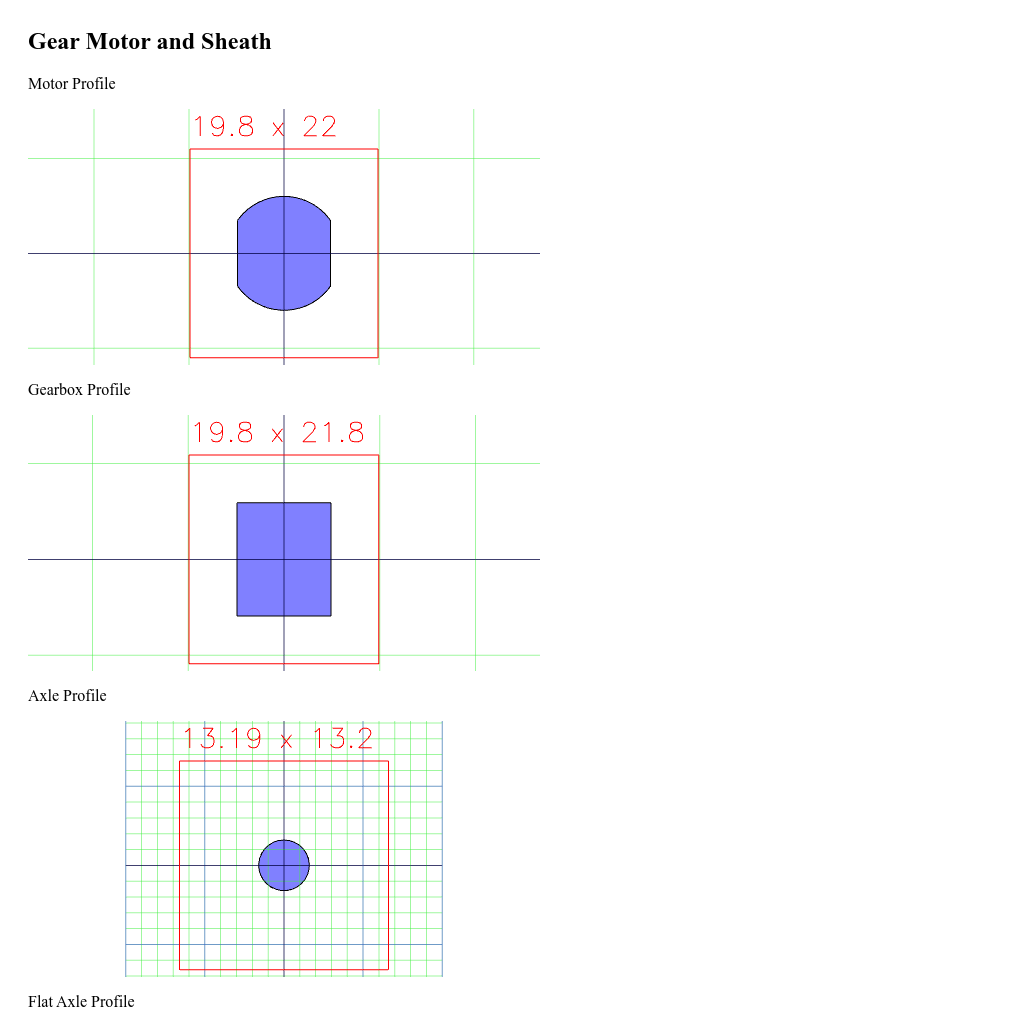 Gear Motor and Sheath
Motor Profile
19.8 x 22
Gearbox Profile
19.8 x 21.8
Axle Profile
13.19 x 13.2
Flat Axle Profile